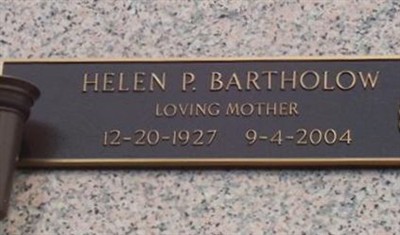 HELEN P. BARTHOLOW
LOVING MOTHER
12-20-1927 9-4-2004